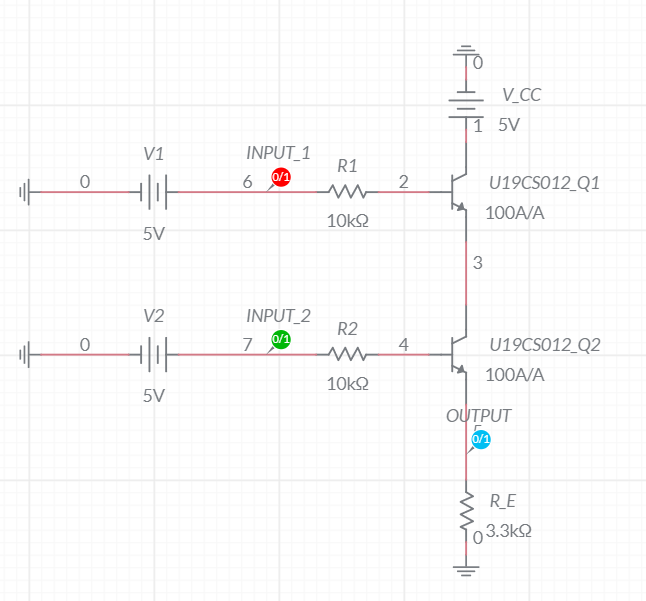 0
V_CC
1 5V
V1
INPUT_1
R1
0
6
0/1
2
U19CS012_Q1
5V
10kΩ
100A/A
3
V2
INPUT_2
R2
0
7
0/1
4
U19CS012_Q2
5V
10kΩ
100A/A
OUTPUT
0/1
R_E
0 3.3kΩ